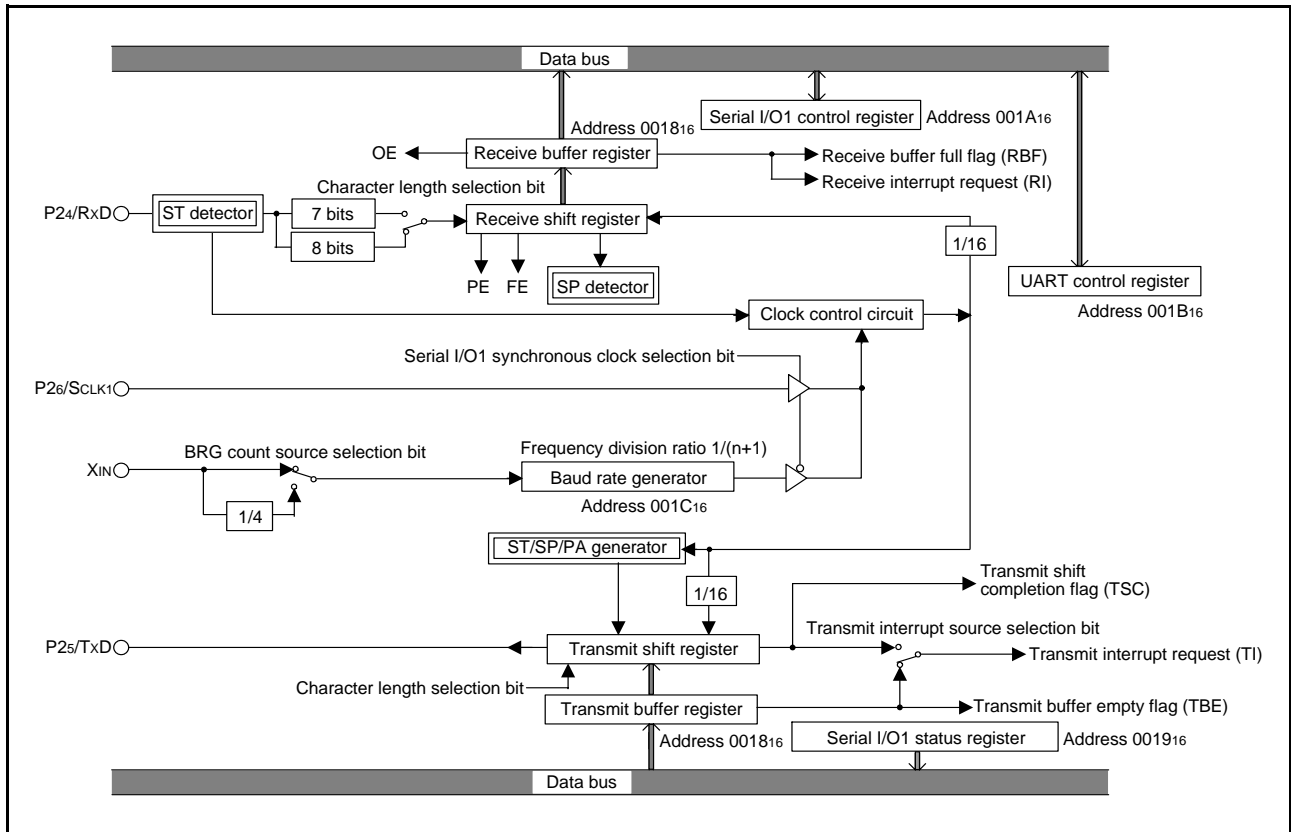 Data bus
Serial I/O1 control register Address 001A16
Address 001816
OE Receive buffer register Receive buffer full flag (RBF)
Receive interrupt request (RI)
Character length selection bit
P24/RXD ST detector 7 bits Receive shift register
8 bits 1/16
PE FE SP detector UART control register
Address 001B16
Clock control circuit
Serial I/O1 synchronous clock selection bit
P26/SCLK1
BRG count source selection bit Frequency division ratio 1/(n+1)
XIN Baud rate generator
1/4 Address 001C16
ST/SP/PA generator
1/16 Transmit shift
completion flag (TSC)
Transmit interrupt source selection bit
P25/TXD Transmit shift register Transmit interrupt request (TI)
Character length selection bit
Transmit buffer register Transmit buffer empty flag (TBE)
Address 001816 Serial I/O1 status register Address 001916
Data bus